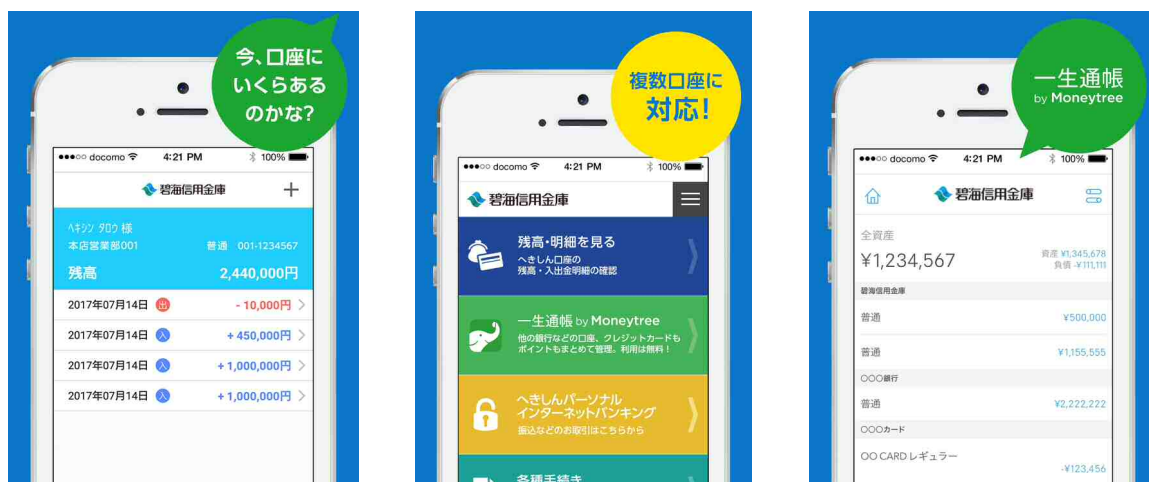 今、口座に
いくらある
のかな?
docomo 4:21 PM 100%
碧海信用金庫
ヘキシン タロウ 様
本店営業部001 普通 001-1234567
残高 2,440,000円
2017年07月14日 出 - 10,000円
2017年07月14日 入 + 450,000円
2017年07月14日 入 + 1,000,000円
2017年07月14日 入 + 1,000,000円
複数口座に
対応!
docomo 4:21 PM 100%
碧海信用金庫
残高・明細を見る
へきしん口座の
残高・入出金明細の確認
一生通帳 by Moneytree
他の銀行などの口座、クレジットカードも
ポイントもまとめて管理。利用は無料！
へきしんパーソナル
インターネットバンキング
振込などのお取引はこちらから
各種手続き
一生通帳
by Moneytree
docomo 4:21 PM 100%
碧海信用金庫
全資産
¥1,234,567
資産 ¥1,345,678
負債 -¥111,111
碧海信用金庫
普通 ¥500,000
普通 ¥1,155,555
〇〇〇銀行
普通 ¥2,222,222
〇〇〇カード
〇〇 CARD レギュラー
-¥123,456